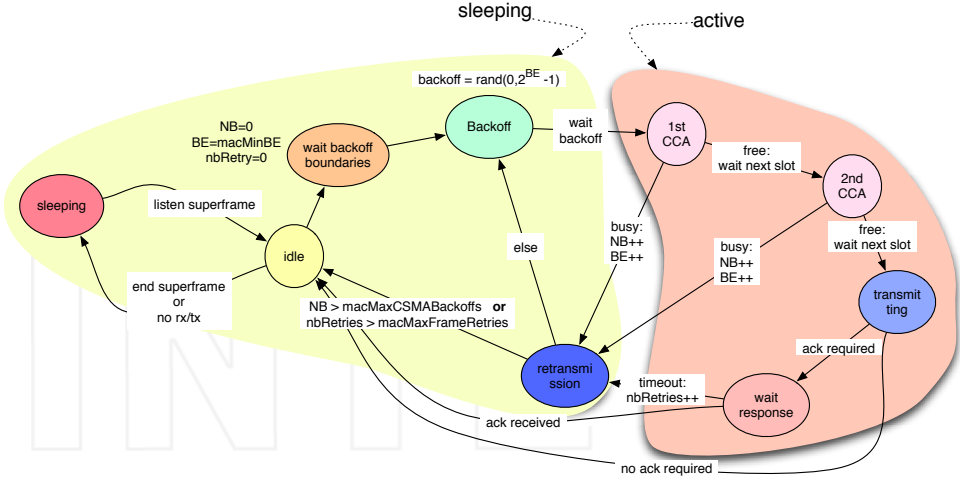 sleeping
active
backoff = rand(0,2^BE -1)
NB=0
BE=macMinBE
nbRetry=0
wait backoff
boundaries
Backoff
wait
backoff
1st
CCA
free:
wait next slot
2nd
CCA
sleeping
listen superframe
idle
else
busy:
NB++
BE++
busy:
NB++
BE++
free:
wait next slot
end superframe
or
no rx/tx
NB > macMaxCSMABackoffs or
nbRetries > macMaxFrameRetries
transmit
ting
ack required
retransmi
ssion
timeout:
nbRetries++
wait
response
ack received
no ack required
INTE